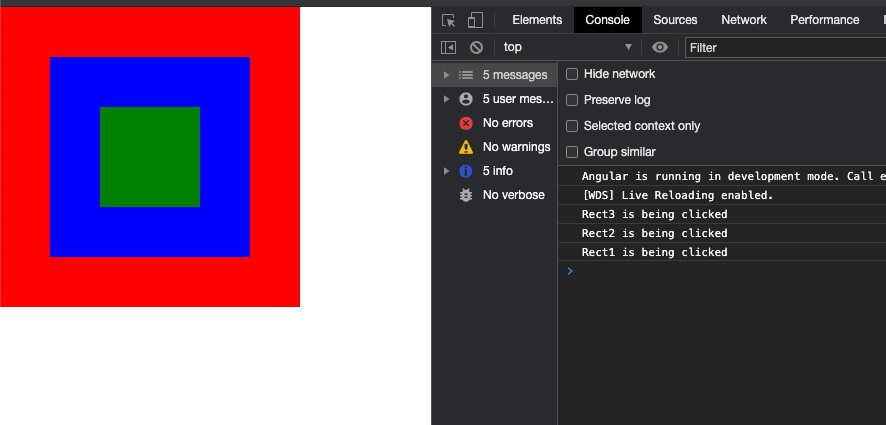 Elements Console Sources Network Performance
top Filter
5 messages
5 user mes...
No errors
No warnings
5 info
No verbose
Hide network
Preserve log
Selected context only
Group similar
Angular is running in development mode. Call e
[WDS] Live Reloading enabled.
Rect3 is being clicked
Rect2 is being clicked
Rect1 is being clicked